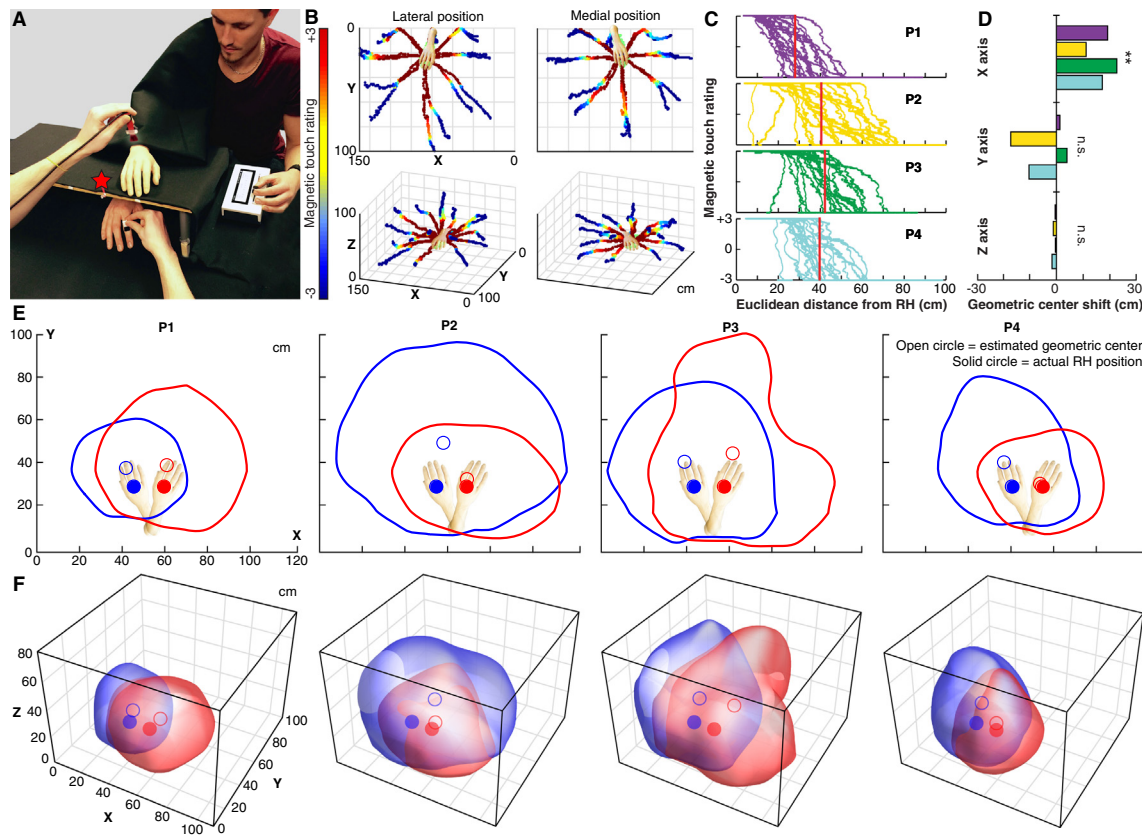 A
B
Lateral position
Medial position
+3
Magnetic touch rating
-3
0
Y
100
150
X
0
100
Z
0
150
X
0
100
Y
0
cm
C
P1
P2
P3
P4
Magnetic touch rating
+3
0
-3
0
20
40
60
80
100
Euclidean distance from RH (cm)
D
X axis
**
Y axis
n.s.
Z axis
n.s.
-30
0
30
Geometric center shift (cm)
E
P1
P2
P3
P4
Y
cm
100
80
60
40
20
0
0
20
40
60
80
100
120
X
Open circle = estimated geometric center
Solid circle = actual RH position
F
cm
80
60
Z
40
20
0
0
20
40
60
80
100
X
0
20
40
60
80
100
Y